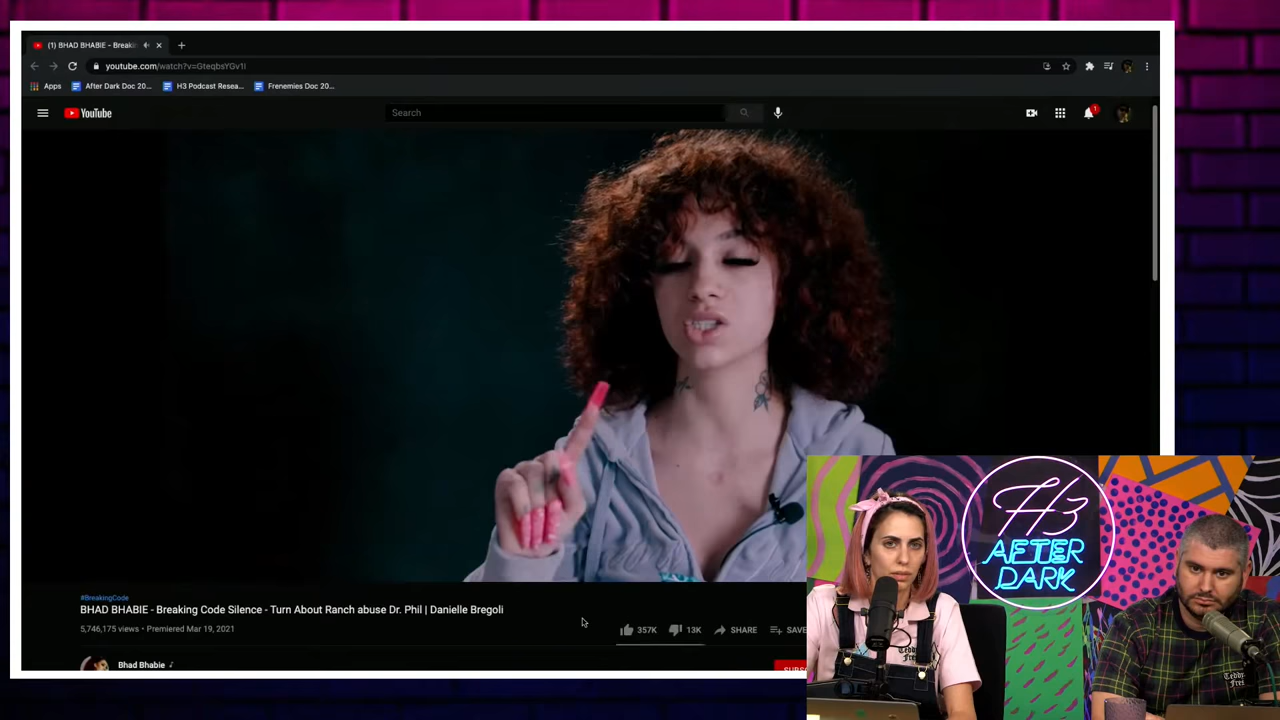 (1) BHAD BHABIE - Breaki
youtube.com/watch?v=GteqbsYGv1I
Apps
After Dark Doc 20...
H3 Podcast Resea...
Frenemies Doc 20...
YouTube
Search
1
H3
AFTER
DARK
#BreakingCode
BHAD BHABIE - Breaking Code Silence - Turn About Ranch abuse Dr. Phil | Danielle Bregoli
5,746,175 views • Premiered Mar 19, 2021
357K
13K
SHARE
SAVE
Bhad Bhabie
SUBSC